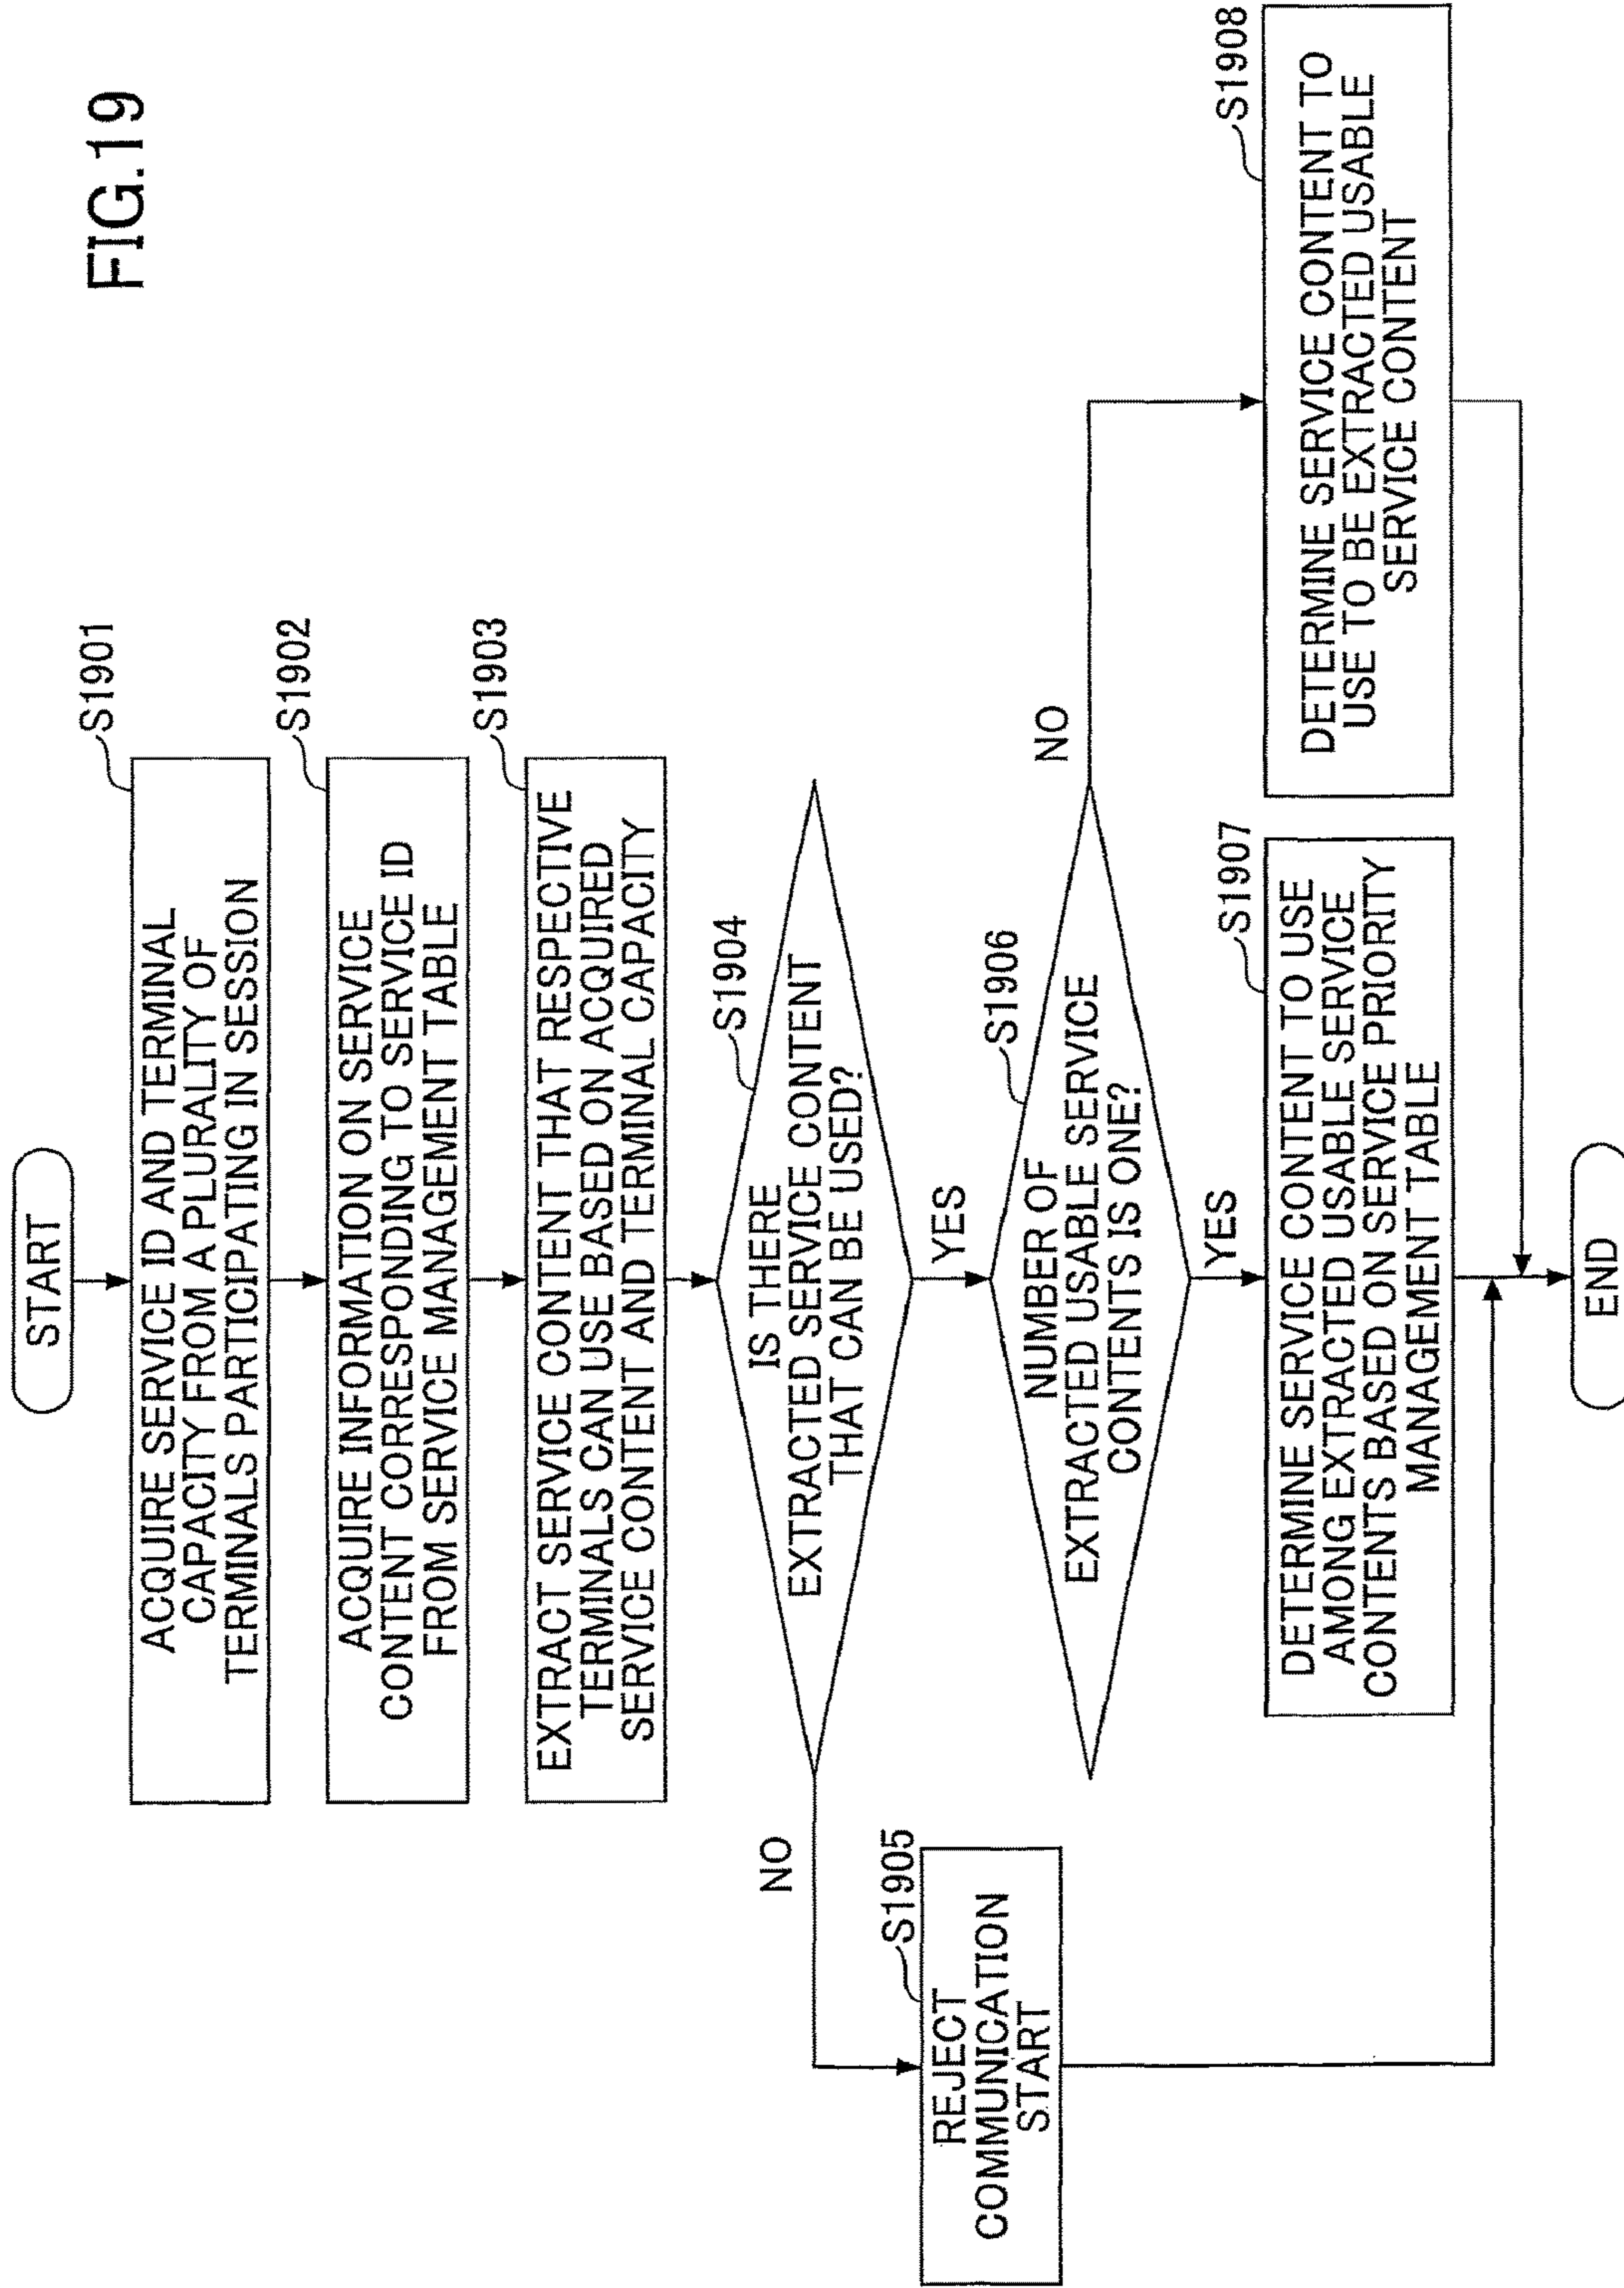 FIG.19
START
S1901
ACQUIRE SERVICE ID AND TERMINAL
CAPACITY FROM A PLURALITY OF
TERMINALS PARTICIPATING IN SESSION
S1902
ACQUIRE INFORMATION ON SERVICE
CONTENT CORRESPONDING TO SERVICE ID
FROM SERVICE MANAGEMENT TABLE
S1903
EXTRACT SERVICE CONTENT THAT RESPECTIVE
TERMINALS CAN USE BASED ON ACQUIRED
SERVICE CONTENT AND TERMINAL CAPACITY
S1904
IS THERE
EXTRACTED SERVICE CONTENT
THAT CAN BE USED?
NO
YES
S1905
REJECT
COMMUNICATION
START
S1906
NUMBER OF
EXTRACTED USABLE SERVICE
CONTENTS IS ONE?
NO
YES
S1907
DETERMINE SERVICE CONTENT TO USE
AMONG EXTRACTED USABLE SERVICE
CONTENTS BASED ON SERVICE PRIORITY
MANAGEMENT TABLE
S1908
DETERMINE SERVICE CONTENT TO
USE TO BE EXTRACTED USABLE
SERVICE CONTENT
END